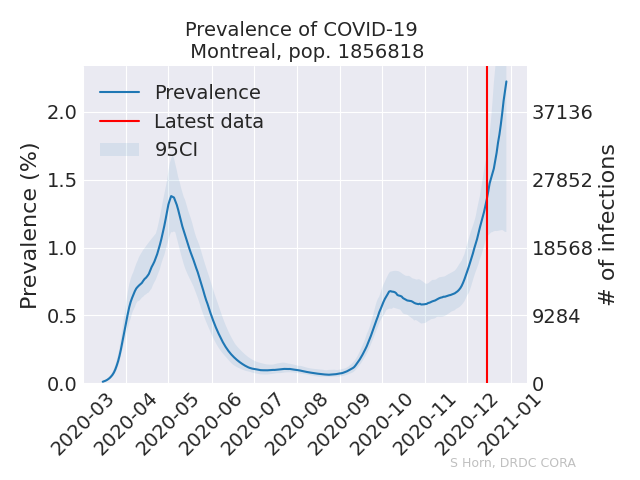 Prevalence of COVID-19
Montreal, pop. 1856818
Prevalence
Latest data
95CI
Prevalence (%)
2.0
1.5
1.0
0.5
0.0
37136
27852
18568
9284
0
# of infections
2020-03
2020-04
2020-05
2020-06
2020-07
2020-08
2020-09
2020-10
2020-11
2020-12
2021-01
S Horn, DRDC CORA